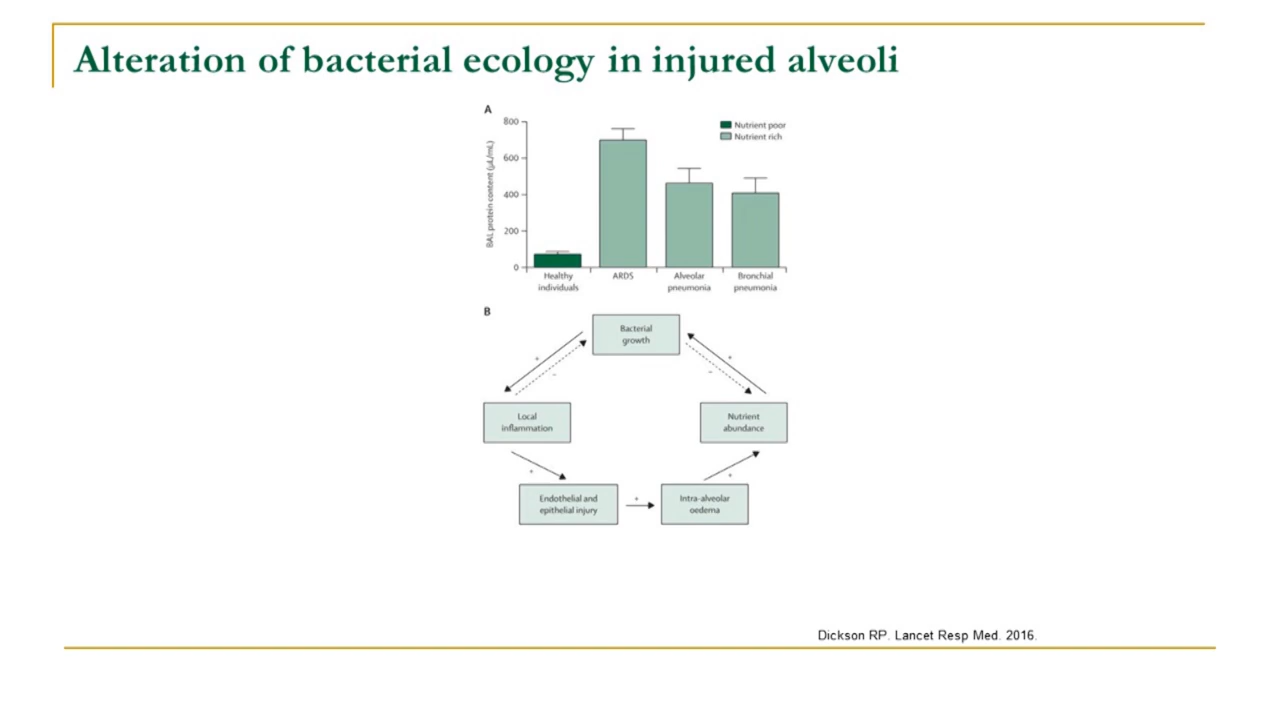 Alteration of bacterial ecology in injured alveoli
A
Nutrient poor
Nutrient rich
BAL protein content (µL/mL)
800
600
400
200
0
Healthy
individuals
ARDS
Alveolar
pneumonia
Bronchial
pneumonia
B
Bacterial
growth
+
-
-
+
Local
inflammation
Nutrient
abundance
+
+
Endothelial and
epithelial injury
+
Intra-alveolar
oedema
Dickson RP. Lancet Resp Med. 2016.